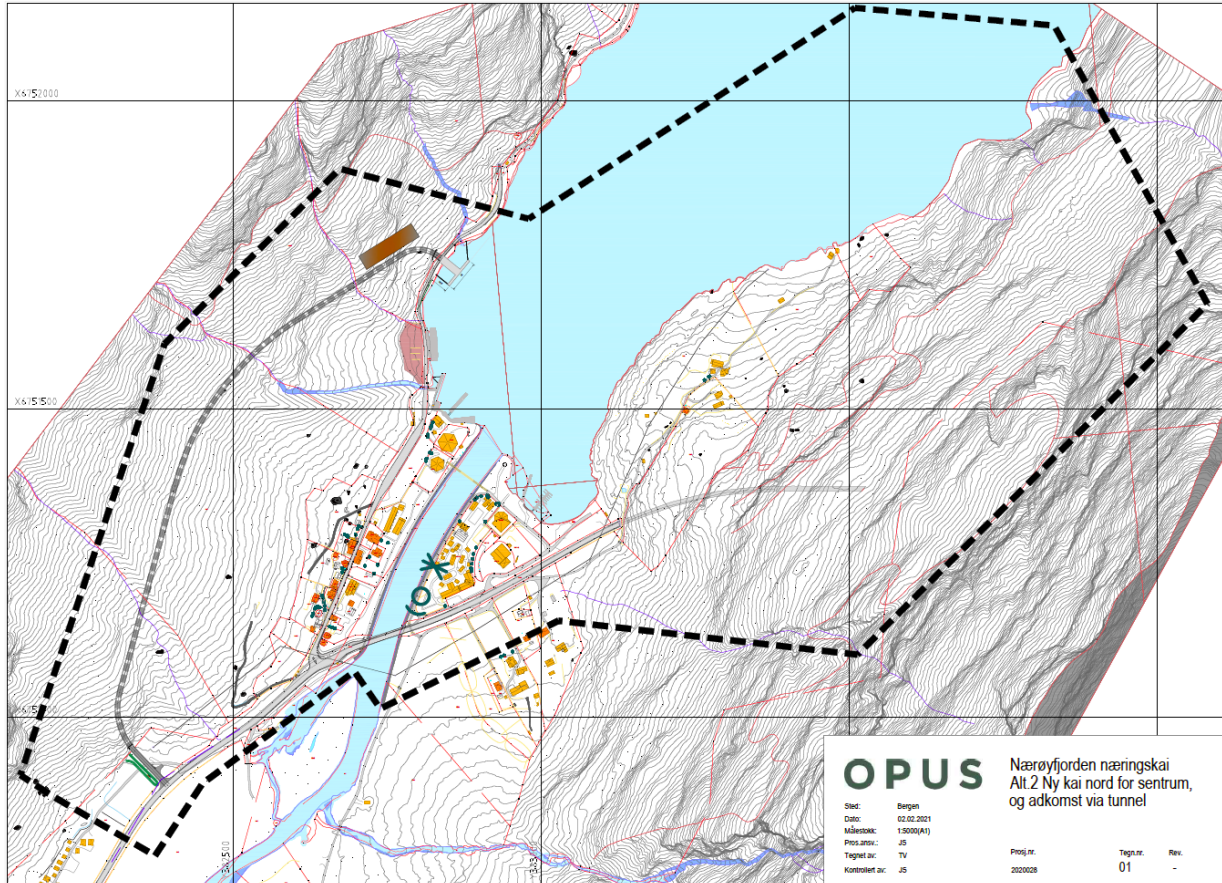 X6752000
X6751500
OPUS
Nærøyfjorden næringskai
Alt.2 Ny kai nord for sentrum,
og adkomst via tunnel
Sted: Bergen
Dato: 02.02.2021
Målestokk: 1:5000(A1)
Pros.ansv.: JS
Tegnet av: TV
Kontrollert av: JS
Prosj.nr. Tegn.nr. Rev.
2020028 01 -